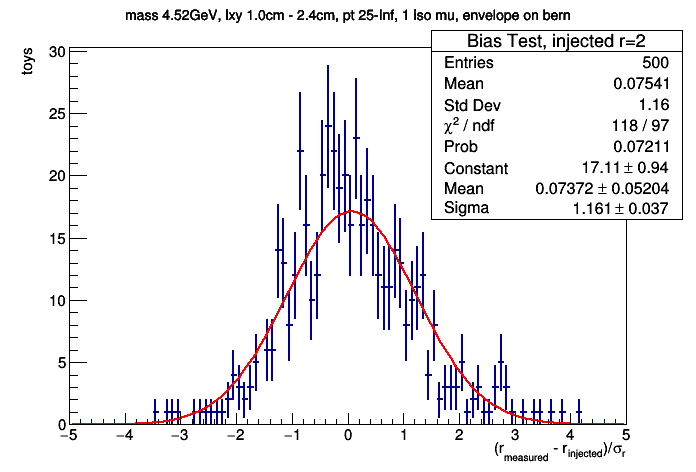 mass 4.52GeV, lxy 1.0cm - 2.4cm, pt 25-Inf, 1 Iso mu, envelope on bern
toys
Bias Test, injected r=2
Entries 500
Mean 0.07541
Std Dev 1.16
χ² / ndf 118 / 97
Prob 0.07211
Constant 17.11 ± 0.94
Mean 0.07372 ± 0.05204
Sigma 1.161 ± 0.037
30
25
20
15
10
5
0
−5 −4 −3 −2 −1 0 1 2 3 4 5
(r_measured - r_injected)/σ_r